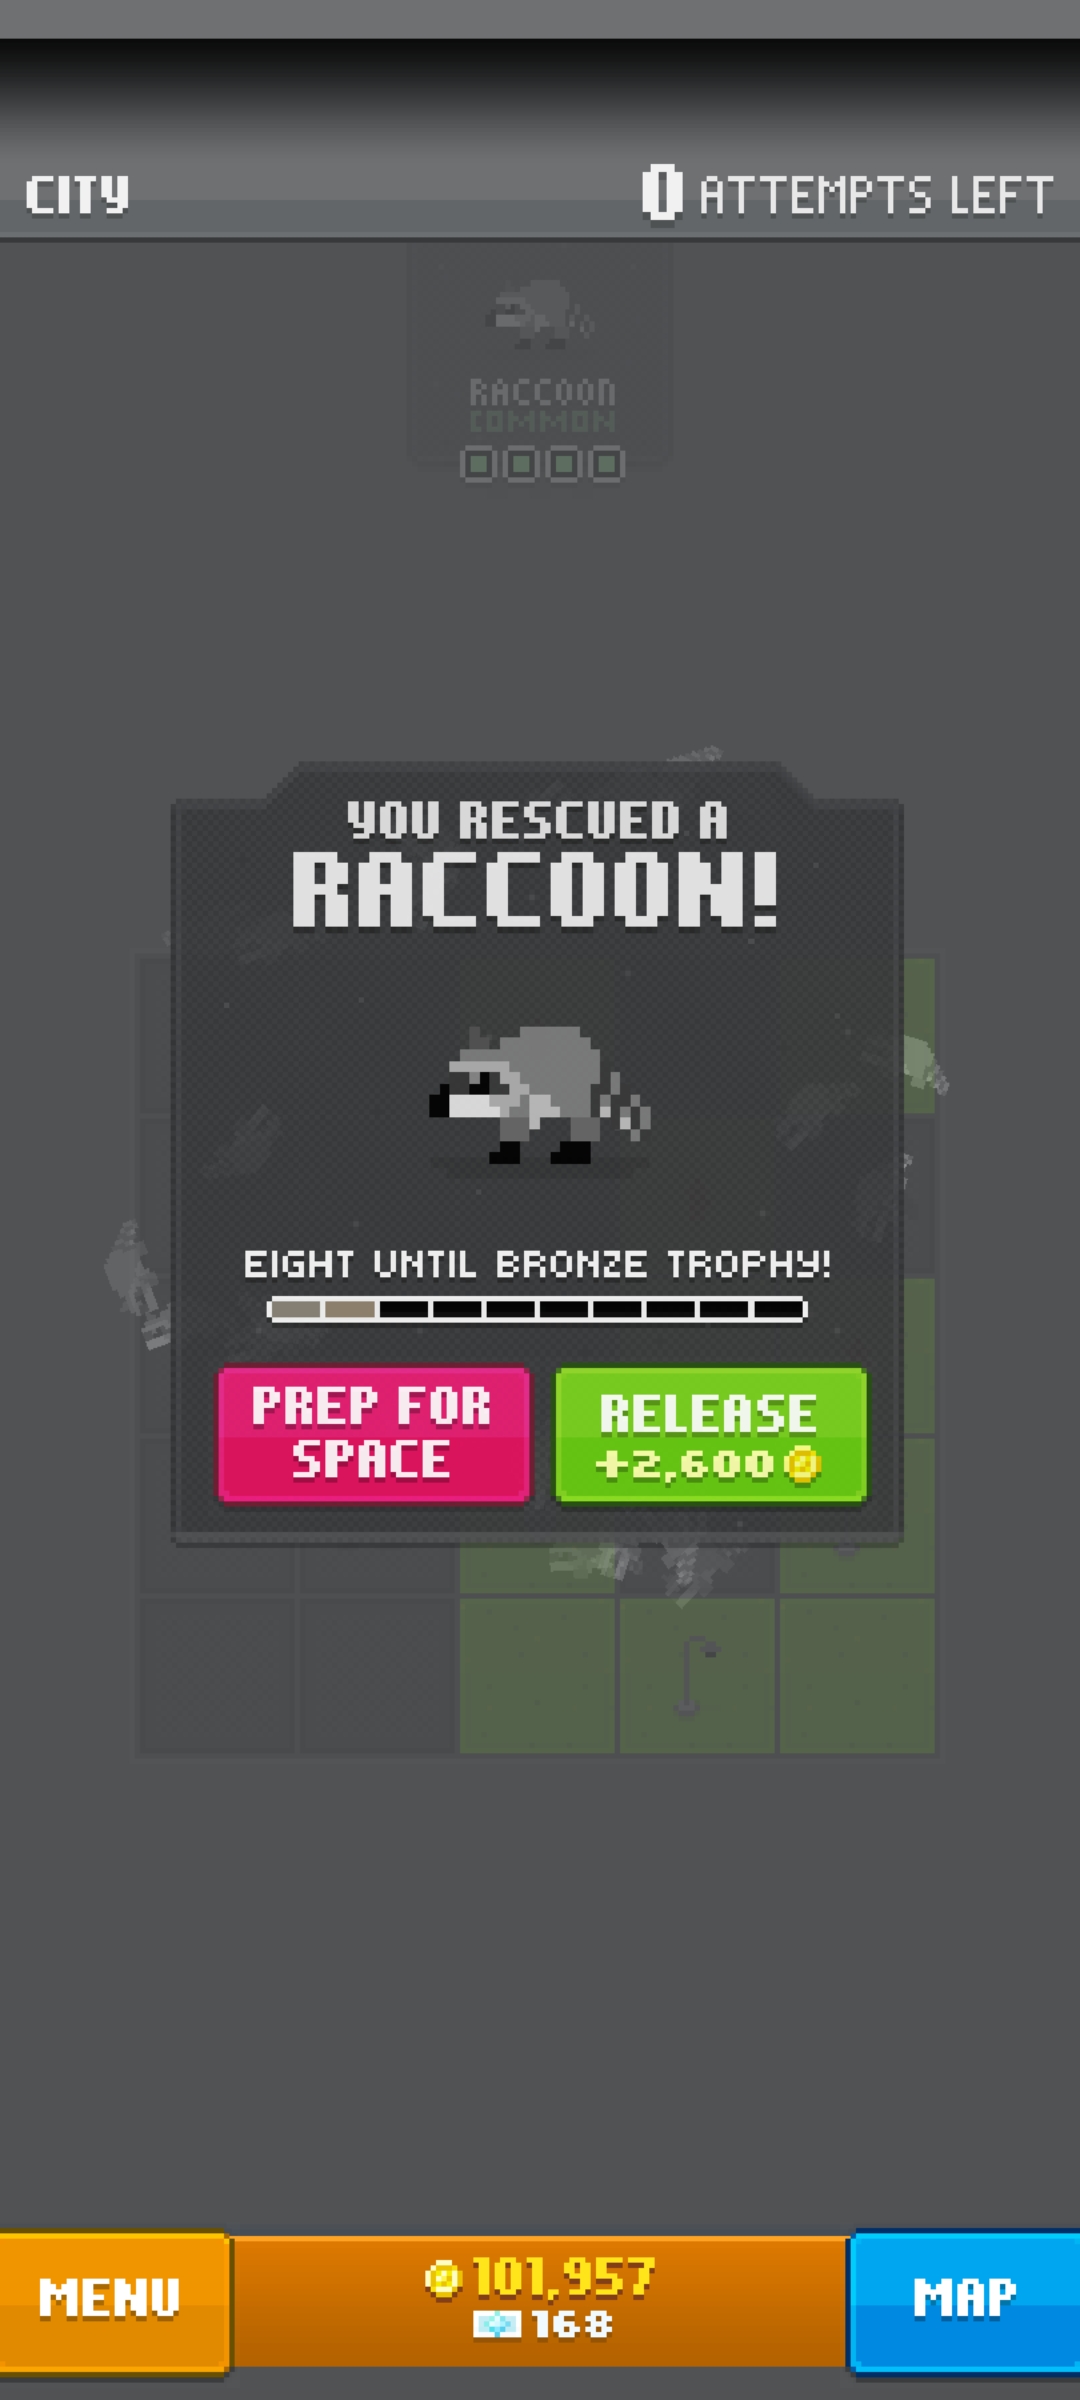 CITY
0 ATTEMPTS LEFT
RACCOON
COMMON
YOU RESCUED A
RACCOON!
EIGHT UNTIL BRONZE TROPHY!
PREP FOR
SPACE
RELEASE
+2,600
MENU
101,957
168
MAP